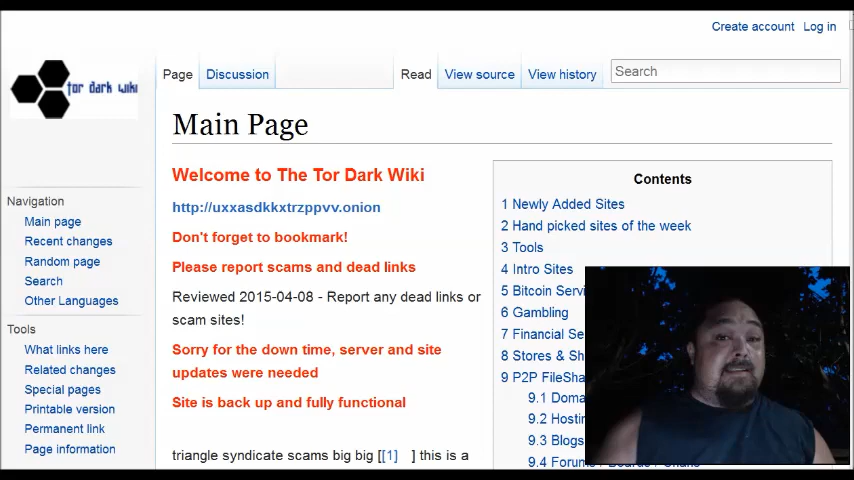 Create account Log in
tor dark wiki
Page Discussion Read View source View history Search
Main Page
Welcome to The Tor Dark Wiki
http://uxxasdkkxtrzppvv.onion
Don't forget to bookmark!
Please report scams and dead links
Reviewed 2015-04-08 - Report any dead links or
scam sites!
Sorry for the down time, server and site
updates were needed
Site is back up and fully functional
triangle syndicate scams big big [[1] ] this is a
Contents
1 Newly Added Sites
2 Hand picked sites of the week
3 Tools
4 Intro Sites
5 Bitcoin Servi
6 Gambling
7 Financial Se
8 Stores & Sh
9 P2P FileSha
9.1 Doma
9.2 Hostin
9.3 Blogs
9.4 Forums / Boards / Chans
Navigation
Main page
Recent changes
Random page
Search
Other Languages
Tools
What links here
Related changes
Special pages
Printable version
Permanent link
Page information